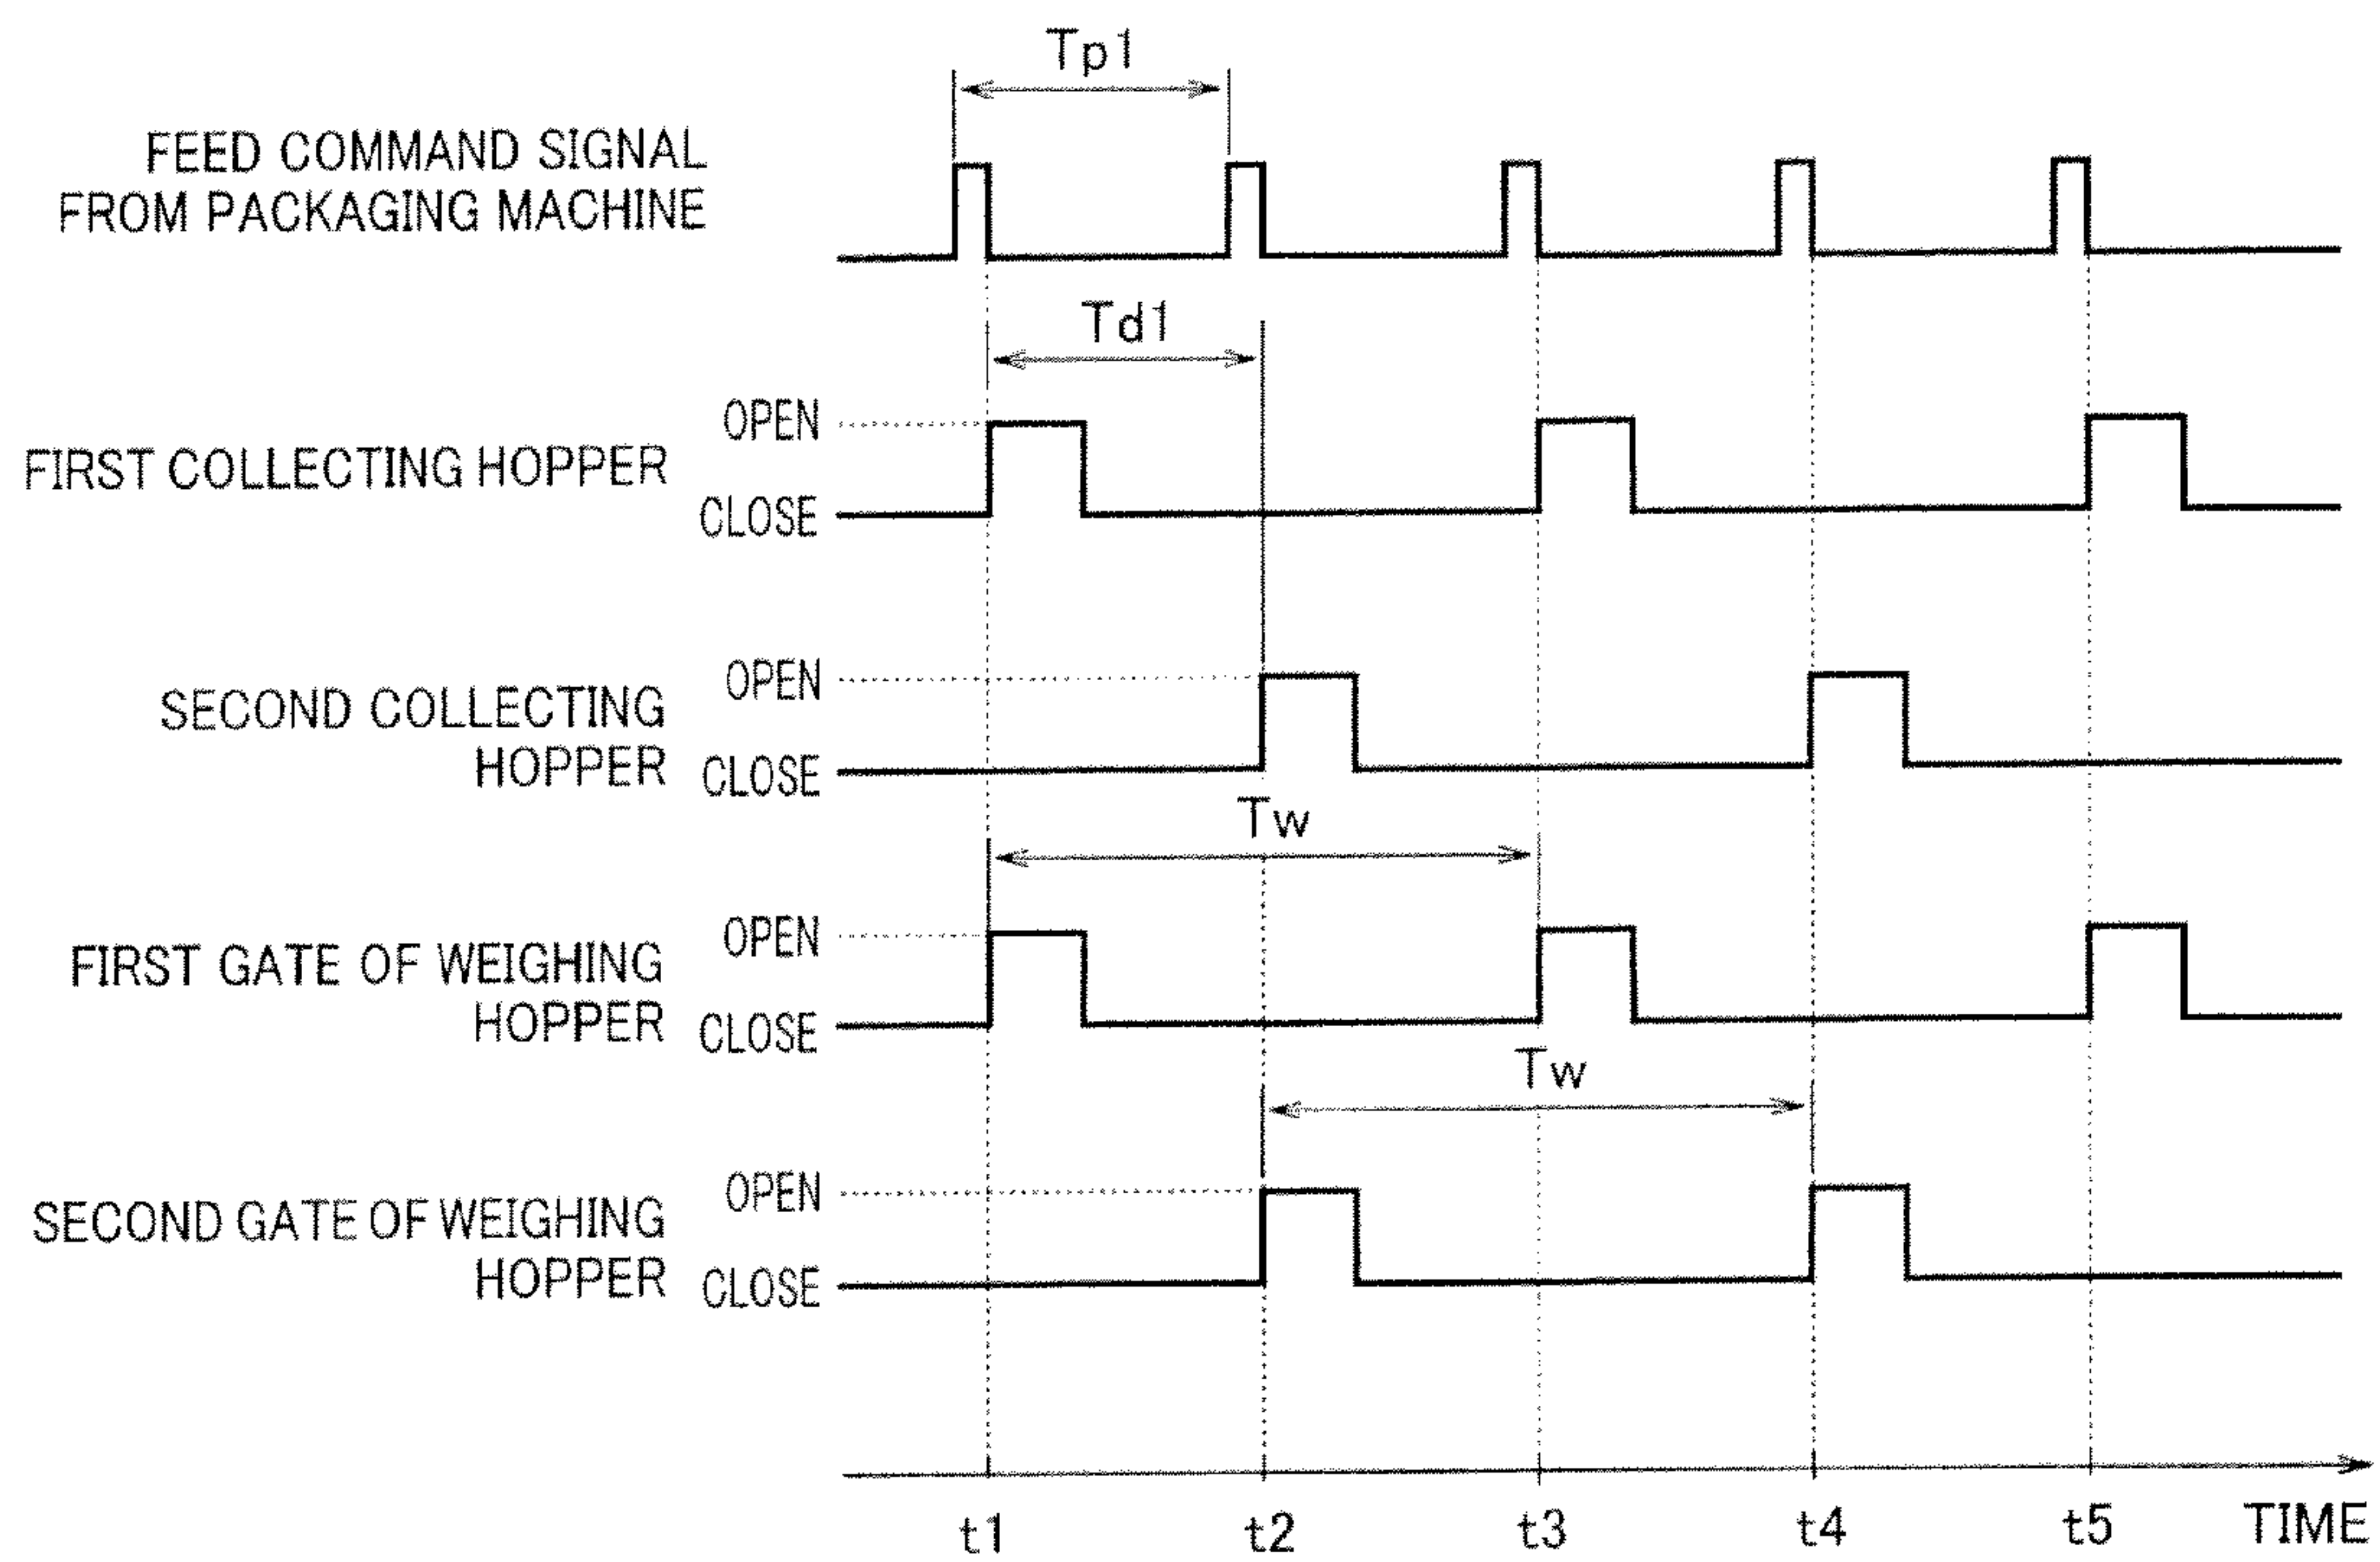 Tp1
FEED COMMAND SIGNAL
FROM PACKAGING MACHINE
Td1
OPEN
FIRST COLLECTING HOPPER
CLOSE
OPEN
SECOND COLLECTING
HOPPER
CLOSE
Tw
OPEN
FIRST GATE OF WEIGHING
HOPPER
CLOSE
Tw
OPEN
SECOND GATE OF WEIGHING
HOPPER
CLOSE
t1 t2 t3 t4 t5 TIME